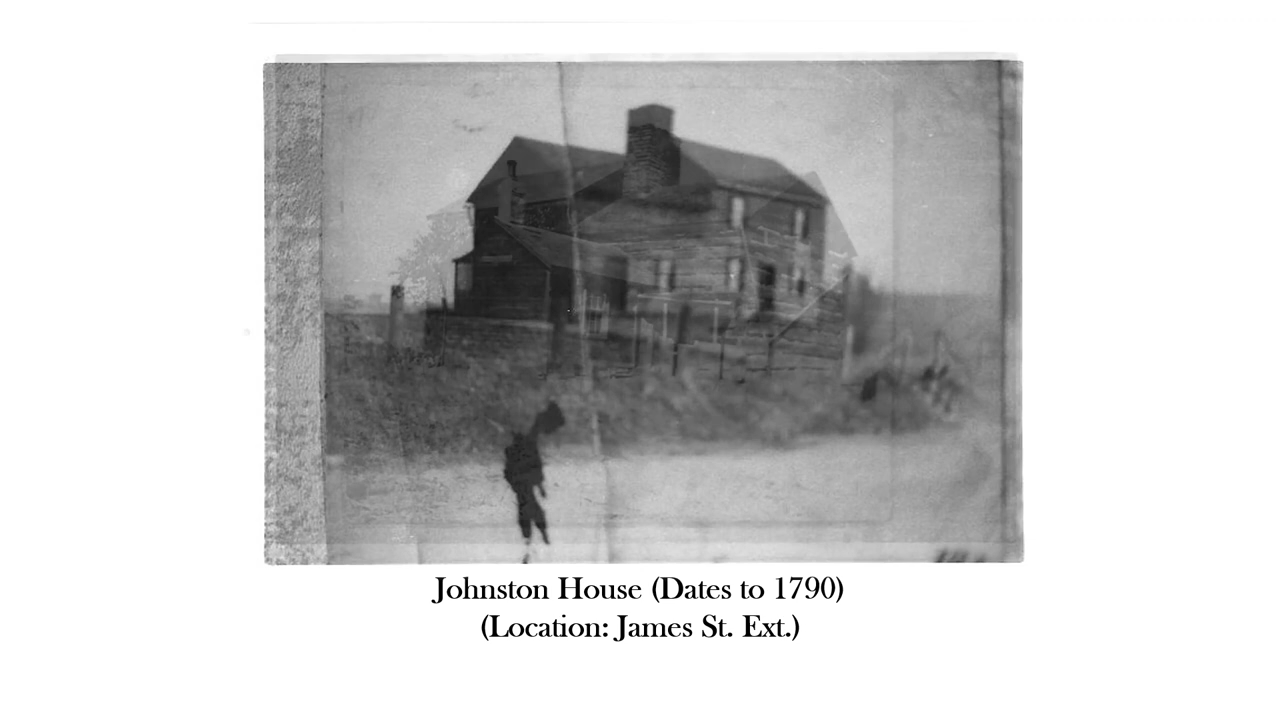 Johnston House (Dates to 1790)
(Location: James St. Ext.)